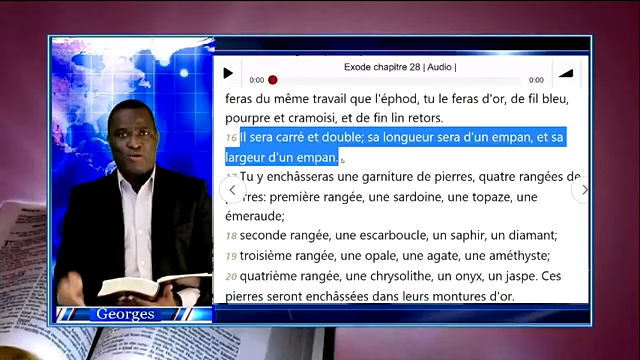 Exode chapitre 28 | Audio |
0:00
0:00
feras du même travail que l'éphod, tu le feras d'or, de fil bleu,
pourpre et cramoisi, et de fin lin retors.
16 Il sera carré et double; sa longueur sera d'un empan, et sa
largeur d'un empan.
Tu y enchâsseras une garniture de pierres, quatre rangées de
rres: première rangée, une sardoine, une topaze, une
émeraude;
18 seconde rangée, une escarboucle, un saphir, un diamant;
19 troisième rangée, une opale, une agate, une améthyste;
20 quatrième rangée, une chrysolithe, un onyx, un jaspe. Ces
pierres seront enchâssées dans leurs montures d'or.
Georges